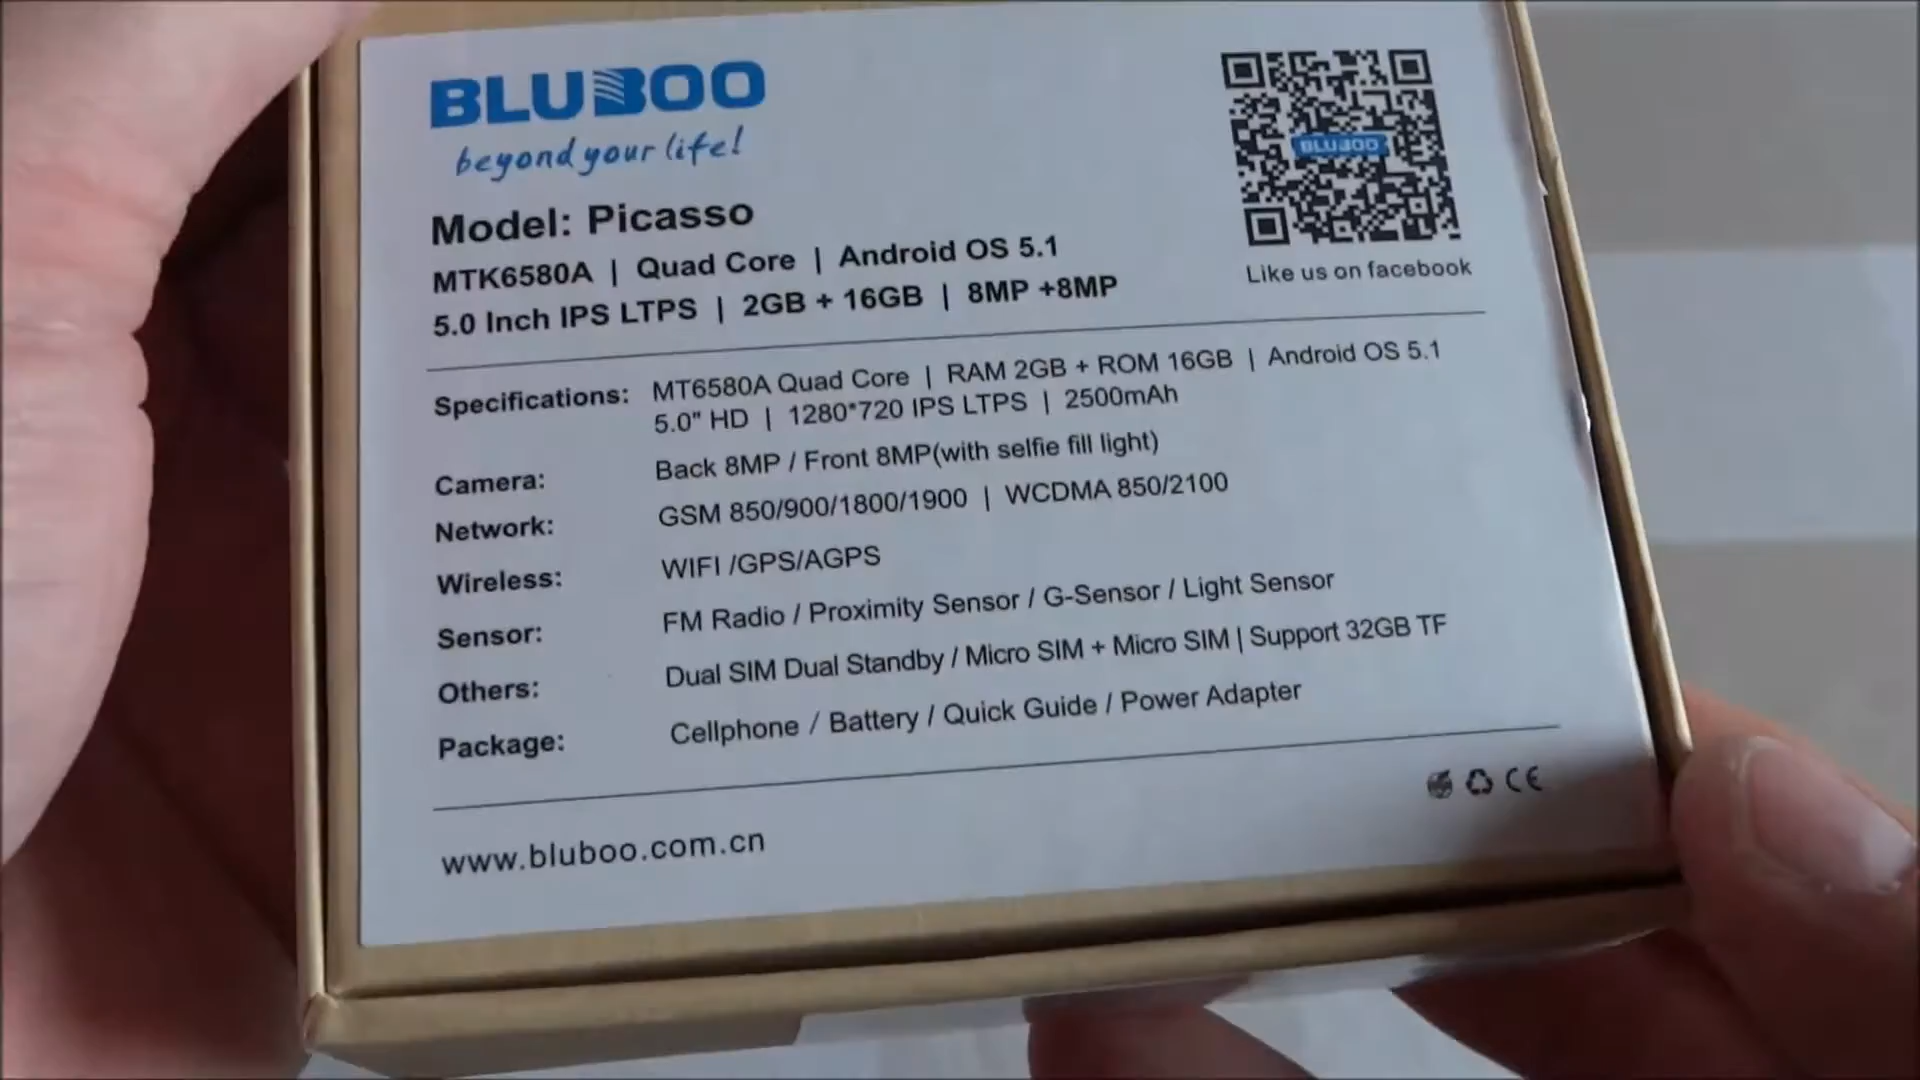 BLUBOO
beyond your life!
Model: Picasso
MTK6580A | Quad Core | Android OS 5.1
5.0 Inch IPS LTPS | 2GB + 16GB | 8MP +8MP
BLUBOO
Like us on facebook
Specifications: MT6580A Quad Core | RAM 2GB + ROM 16GB | Android OS 5.1
5.0" HD | 1280*720 IPS LTPS | 2500mAh
Camera: Back 8MP / Front 8MP(with selfie fill light)
Network: GSM 850/900/1800/1900 | WCDMA 850/2100
Wireless: WIFI /GPS/AGPS
Sensor: FM Radio / Proximity Sensor / G-Sensor / Light Sensor
Others: Dual SIM Dual Standby / Micro SIM + Micro SIM | Support 32GB TF
Package: Cellphone / Battery / Quick Guide / Power Adapter
CE
www.bluboo.com.cn